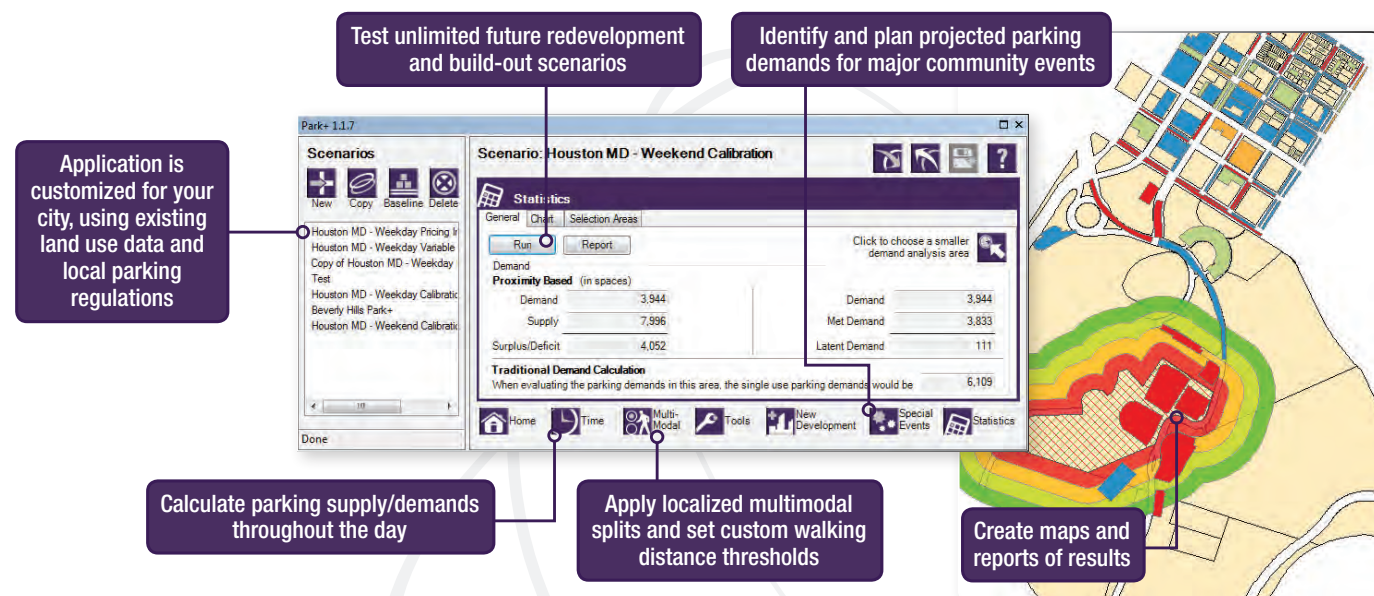 Test unlimited future redevelopment
and build-out scenarios
Identify and plan projected parking
demands for major community events
Application is
customized for your
city, using existing
land use data and
local parking
regulations
Park+ 1.1.7
Scenarios
New Copy Baseline Delete
Houston MD - Weekday Pricing Ir
Houston MD - Weekday Variable
Copy of Houston MD - Weekday
Test
Houston MD - Weekday Calibratic
Beverly Hills Park+
Houston MD - Weekend Calibratic
Done
Scenario: Houston MD - Weekend Calibration
?
Statistics
General Chart Selection Areas
Run Report
Click to choose a smaller
demand analysis area
Demand
Proximity Based (in spaces)
Demand 3,944 Demand 3,944
Supply 7,996 Met Demand 3,833
Surplus/Deficit 4,052 Latent Demand 111
Traditional Demand Calculation
When evaluating the parking demands in this area, the single use parking demands would be 6,109
Home Time Multi-
Modal Tools New
Development Special
Events Statistics
Calculate parking supply/demands
throughout the day
Apply localized multimodal
splits and set custom walking
distance thresholds
Create maps and
reports of results